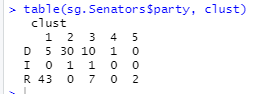 > table(sg.Senators$party, clust)
clust
1 2 3 4 5
D 5 30 10 1 0
I 0 1 1 0 0
R 43 0 7 0 2
>